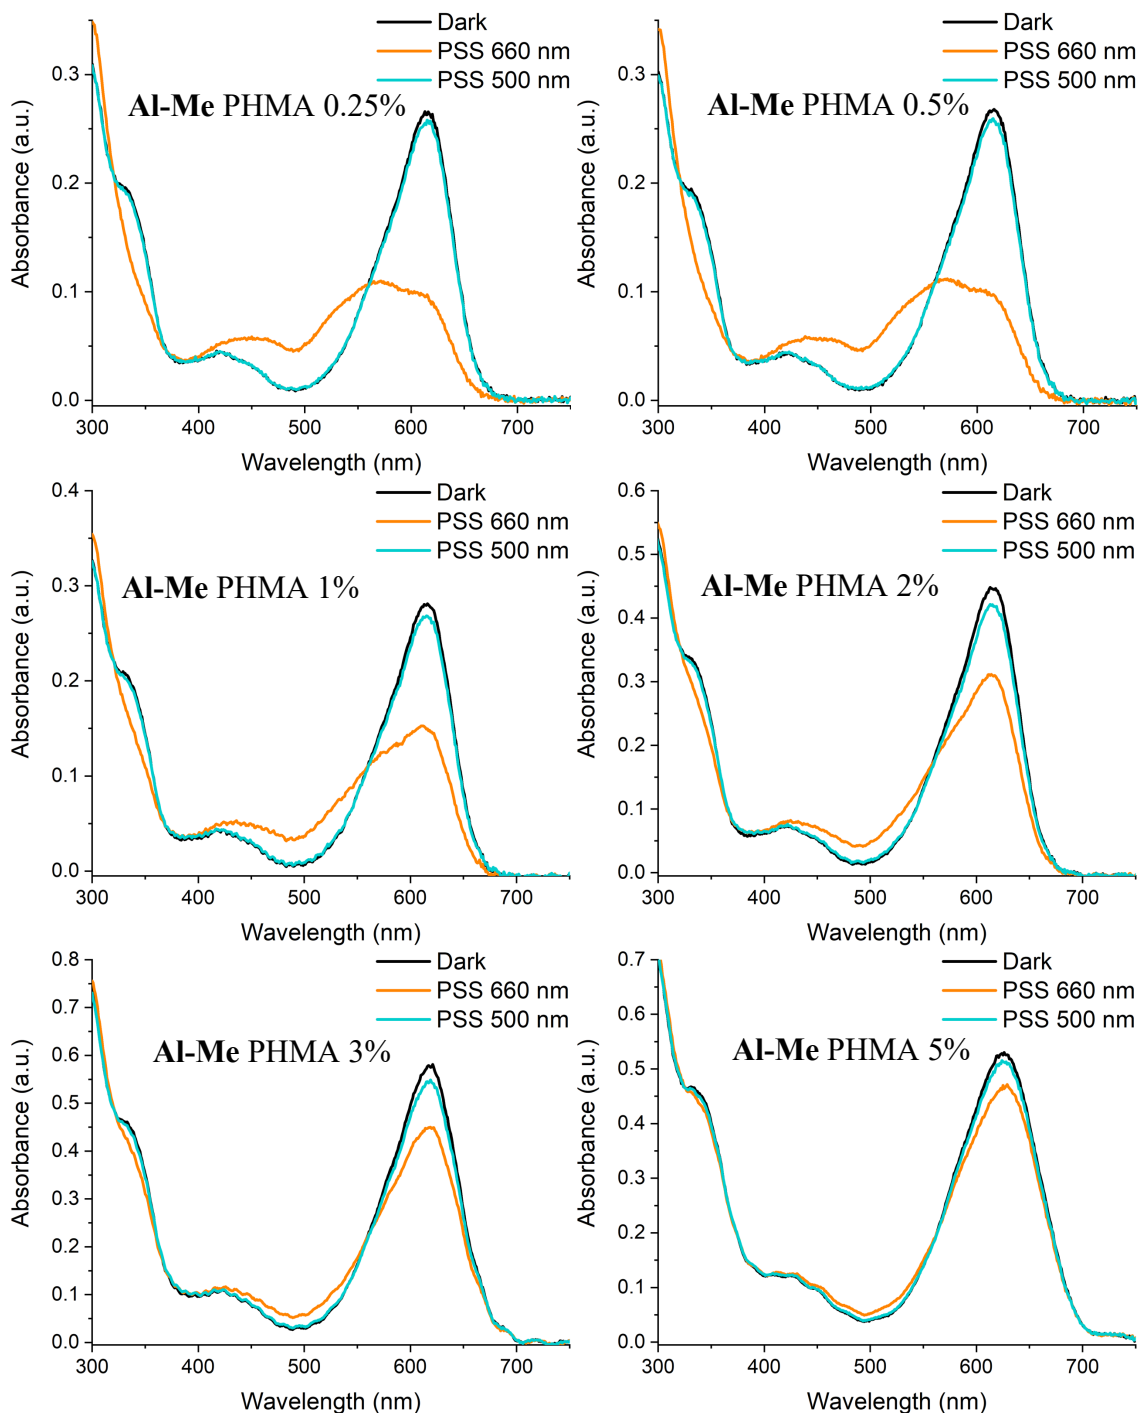 Dark
PSS 660 nm
PSS 500 nm
Al-Me PHMA 0.25%
0.3
0.2
0.1
0.0
Absorbance (a.u.)
300 400 500 600 700
Wavelength (nm)
Dark
PSS 660 nm
PSS 500 nm
Al-Me PHMA 0.5%
0.3
0.2
0.1
0.0
Absorbance (a.u.)
300 400 500 600 700
Wavelength (nm)
Dark
PSS 660 nm
PSS 500 nm
Al-Me PHMA 1%
0.4
0.3
0.2
0.1
0.0
Absorbance (a.u.)
300 400 500 600 700
Wavelength (nm)
Dark
PSS 660 nm
PSS 500 nm
Al-Me PHMA 2%
0.6
0.5
0.4
0.3
0.2
0.1
0.0
Absorbance (a.u.)
300 400 500 600 700
Wavelength (nm)
Dark
PSS 660 nm
PSS 500 nm
Al-Me PHMA 3%
0.8
0.7
0.6
0.5
0.4
0.3
0.2
0.1
0.0
Absorbance (a.u.)
300 400 500 600 700
Wavelength (nm)
Dark
PSS 660 nm
PSS 500 nm
Al-Me PHMA 5%
0.7
0.6
0.5
0.4
0.3
0.2
0.1
0.0
Absorbance (a.u.)
300 400 500 600 700
Wavelength (nm)